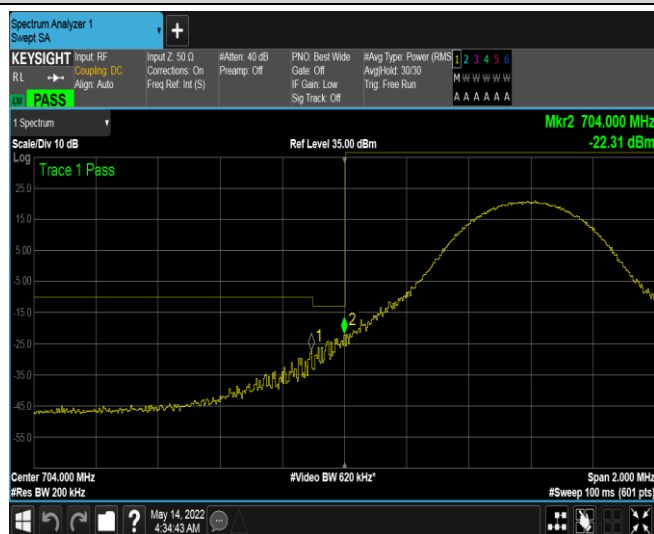 Spectrum Analyzer 1
Swept SA
KEYSIGHT
RL
PASS
Input: RF
Coupling: DC
Align: Auto
Input Z: 50 Ω
Corrections: On
Freq Ref: Int (S)
#Atten: 40 dB
Preamp: Off
PNO: Best Wide
Gate: Off
IF Gain: Low
Sig Track: Off
#Avg Type: Power (RMS
Avg|Hold: 30/30
Trig: Free Run
1 2 3 4 5 6
M W W W W W
A A A A A A
1 Spectrum
Scale/Div 10 dB
Ref Level 35.00 dBm
Mkr2 704.000 MHz
-22.31 dBm
Log
Trace 1 Pass
25.0
15.0
5.00
-5.00
-15.0
-25.0
-35.0
-45.0
-55.0
1
2
Center 704.000 MHz
#Video BW 620 kHz*
Span 2.000 MHz
#Res BW 200 kHz
#Sweep 100 ms (601 pts)
May 14, 2022
4:34:43 AM